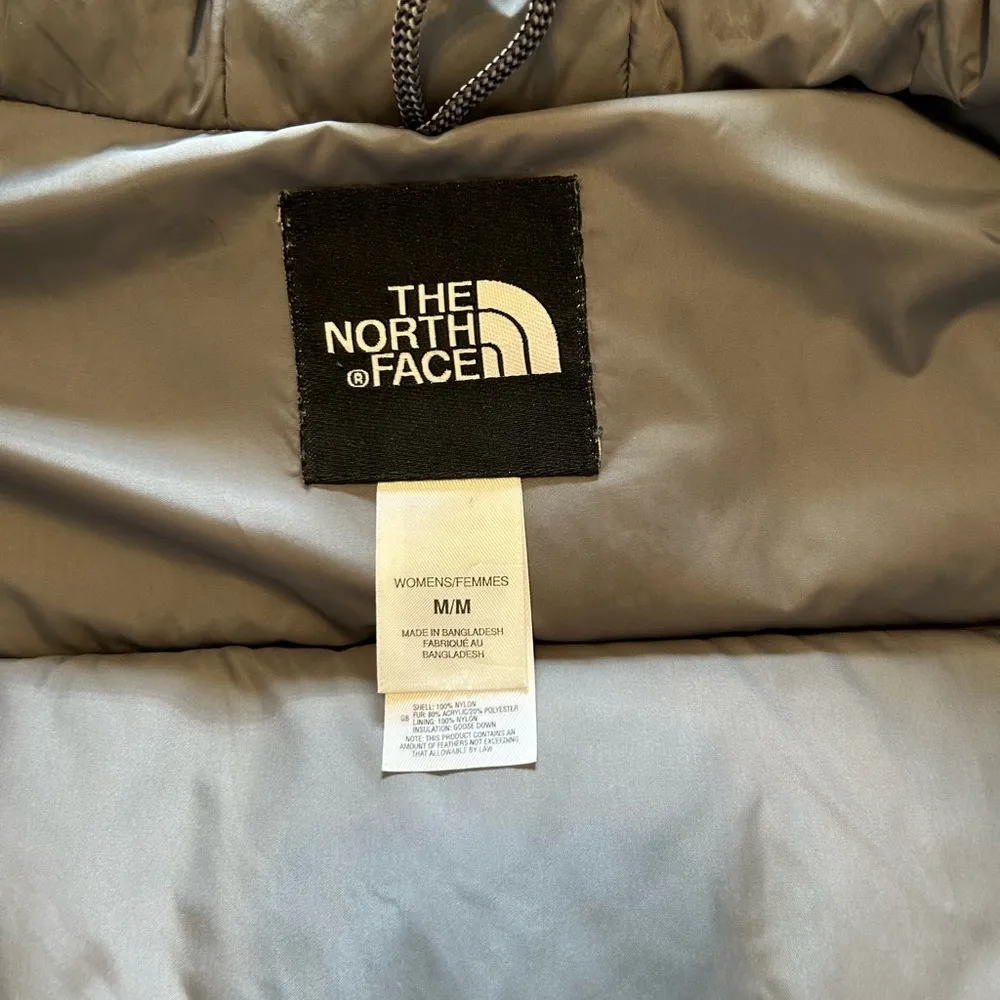 THE
NORTH
® FACE
WOMENS/FEMMES
M/M
MADE IN BANGLADESH
FABRIQUÉ AU
BANGLADESH
SHELL: 100% NYLON
GB FUR: 80% ACRYLIC/20% POLYESTER
LINING: 100% NYLON
INSULATION: GOOSE DOWN
NOTE: THIS PRODUCT CONTAINS AN
AMOUNT OF FEATHERS NOT EXCEEDING
THAT ALLOWABLE BY LAW